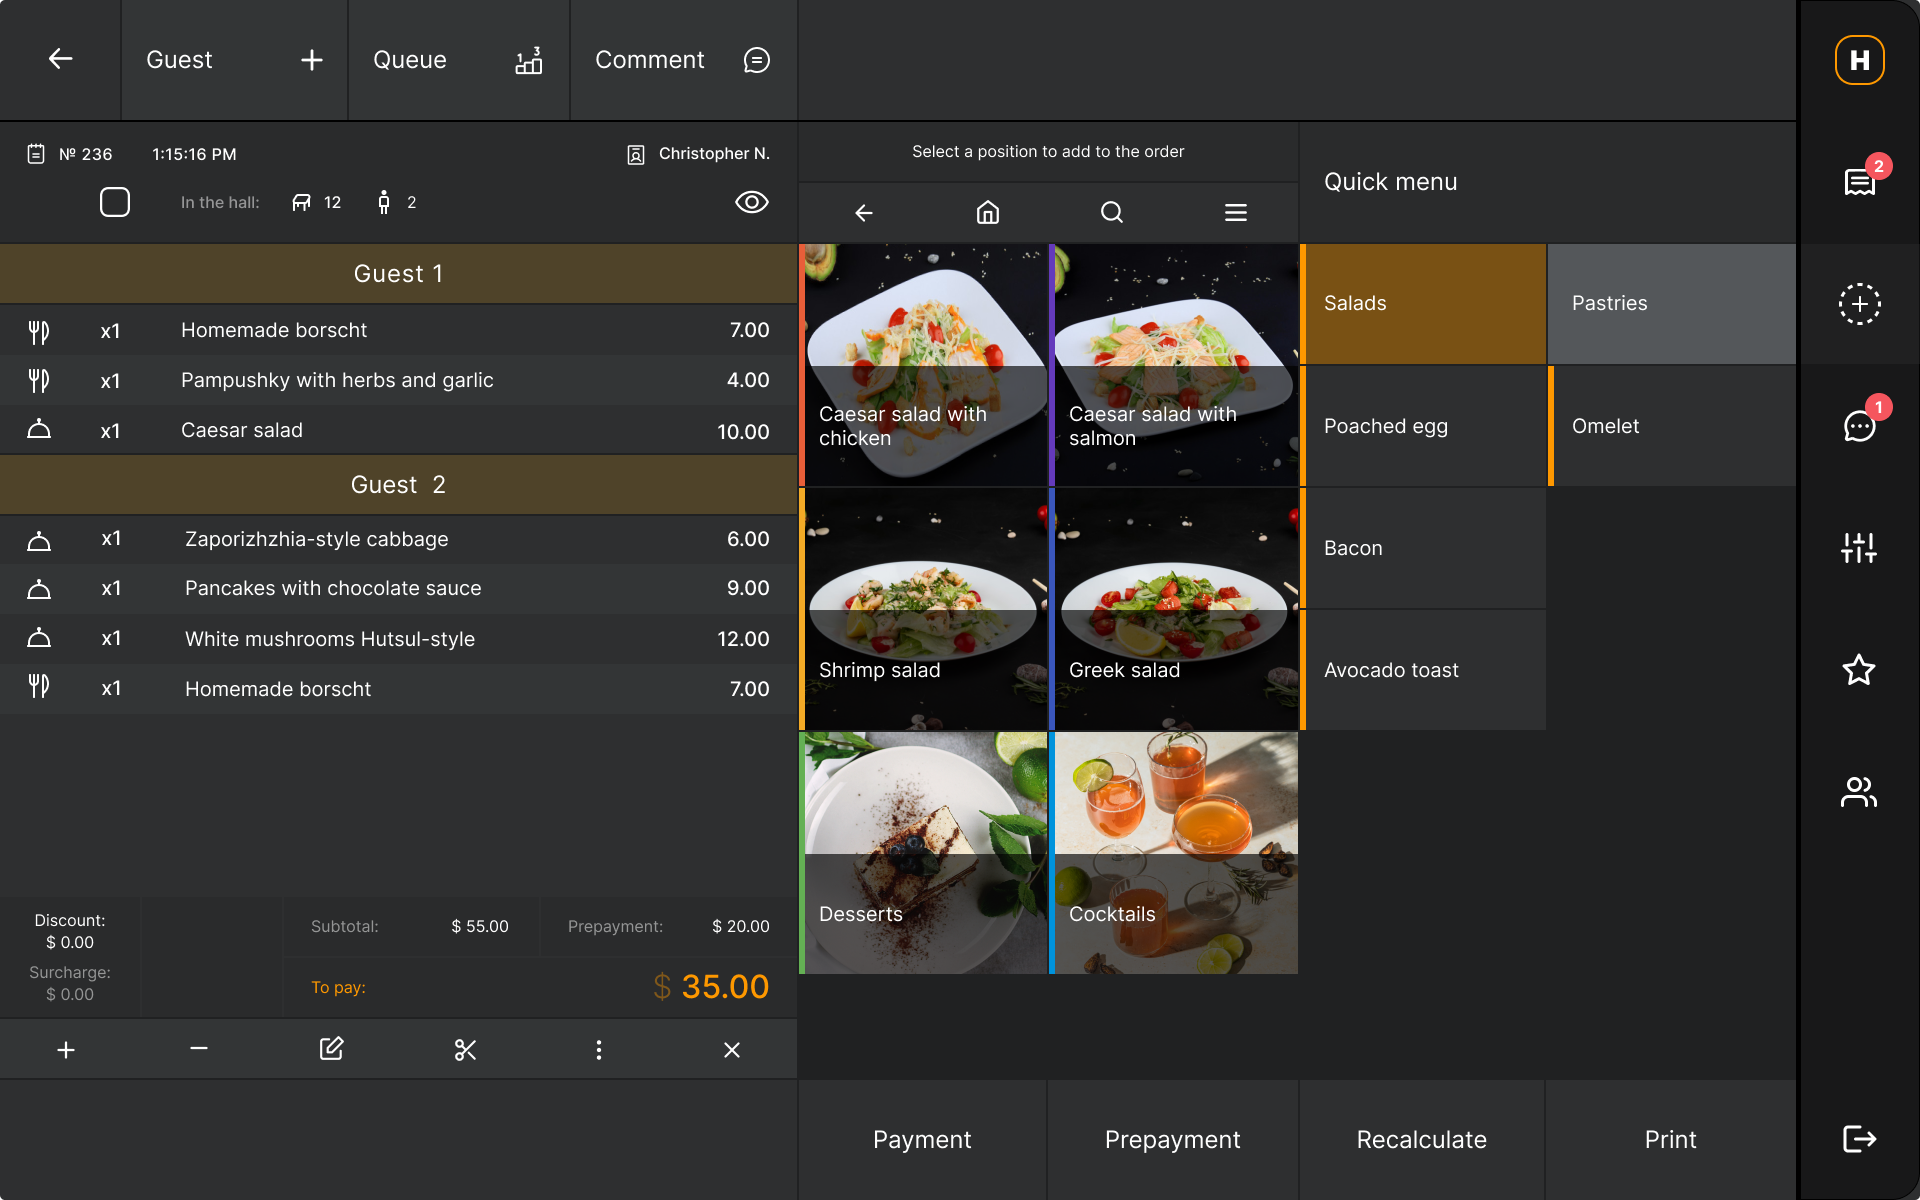 Guest
Queue
3
1
Comment
H
№ 236
1:15:16 PM
Christopher N.
In the hall:
12
2
Select a position to add to the order
Quick menu
2
Guest 1
x1 Homemade borscht 7.00
x1 Pampushky with herbs and garlic 4.00
x1 Caesar salad 10.00
Guest 2
x1 Zaporizhzhia-style cabbage 6.00
x1 Pancakes with chocolate sauce 9.00
x1 White mushrooms Hutsul-style 12.00
x1 Homemade borscht 7.00
Discount:
$ 0.00
Surcharge:
$ 0.00
Subtotal: $ 55.00
Prepayment: $ 20.00
To pay: $ 35.00
Caesar salad with
chicken
Caesar salad with
salmon
Shrimp salad
Greek salad
Desserts
Cocktails
Salads
Pastries
Poached egg
Omelet
Bacon
Avocado toast
1
Payment
Prepayment
Recalculate
Print